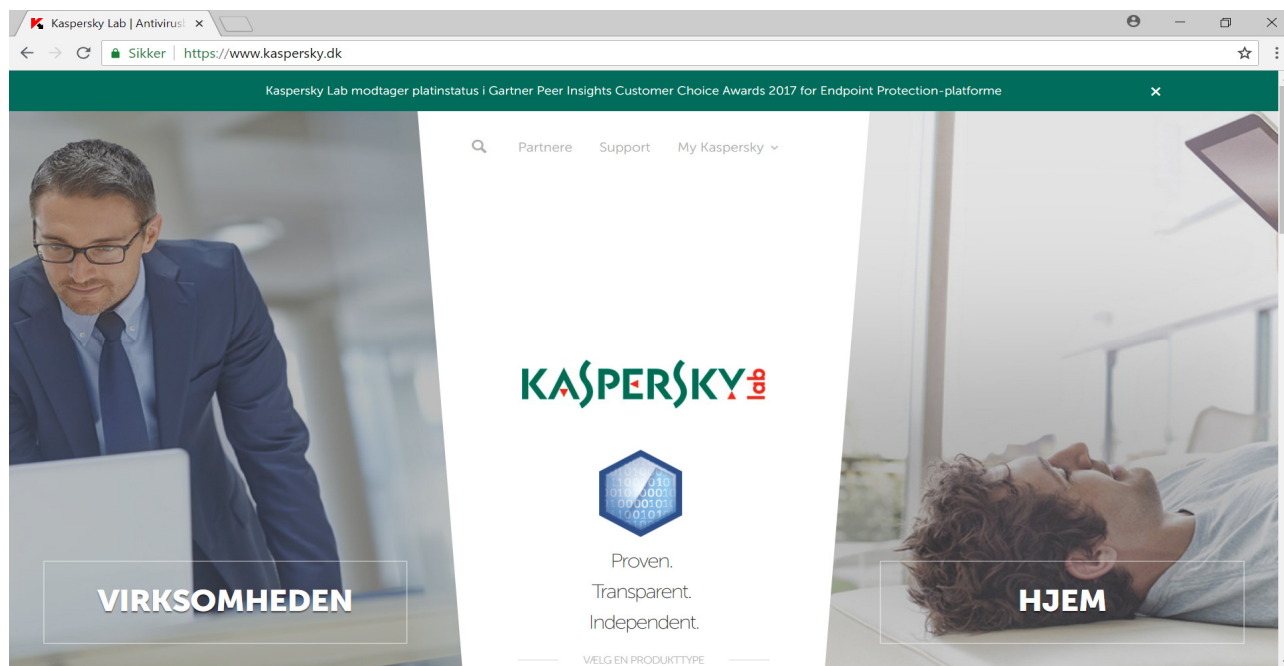 Kaspersky Lab | Antivirus
Sikker
https://www.kaspersky.dk
Kaspersky Lab modtager platinstatus i Gartner Peer Insights Customer Choice Awards 2017 for Endpoint Protection-platforme
Partnere Support My Kaspersky
KASPERSKY lab
Proven.
Transparent.
Independent.
VIRKSOMHEDEN
HJEM
VÆLG EN PRODUKTTYPE